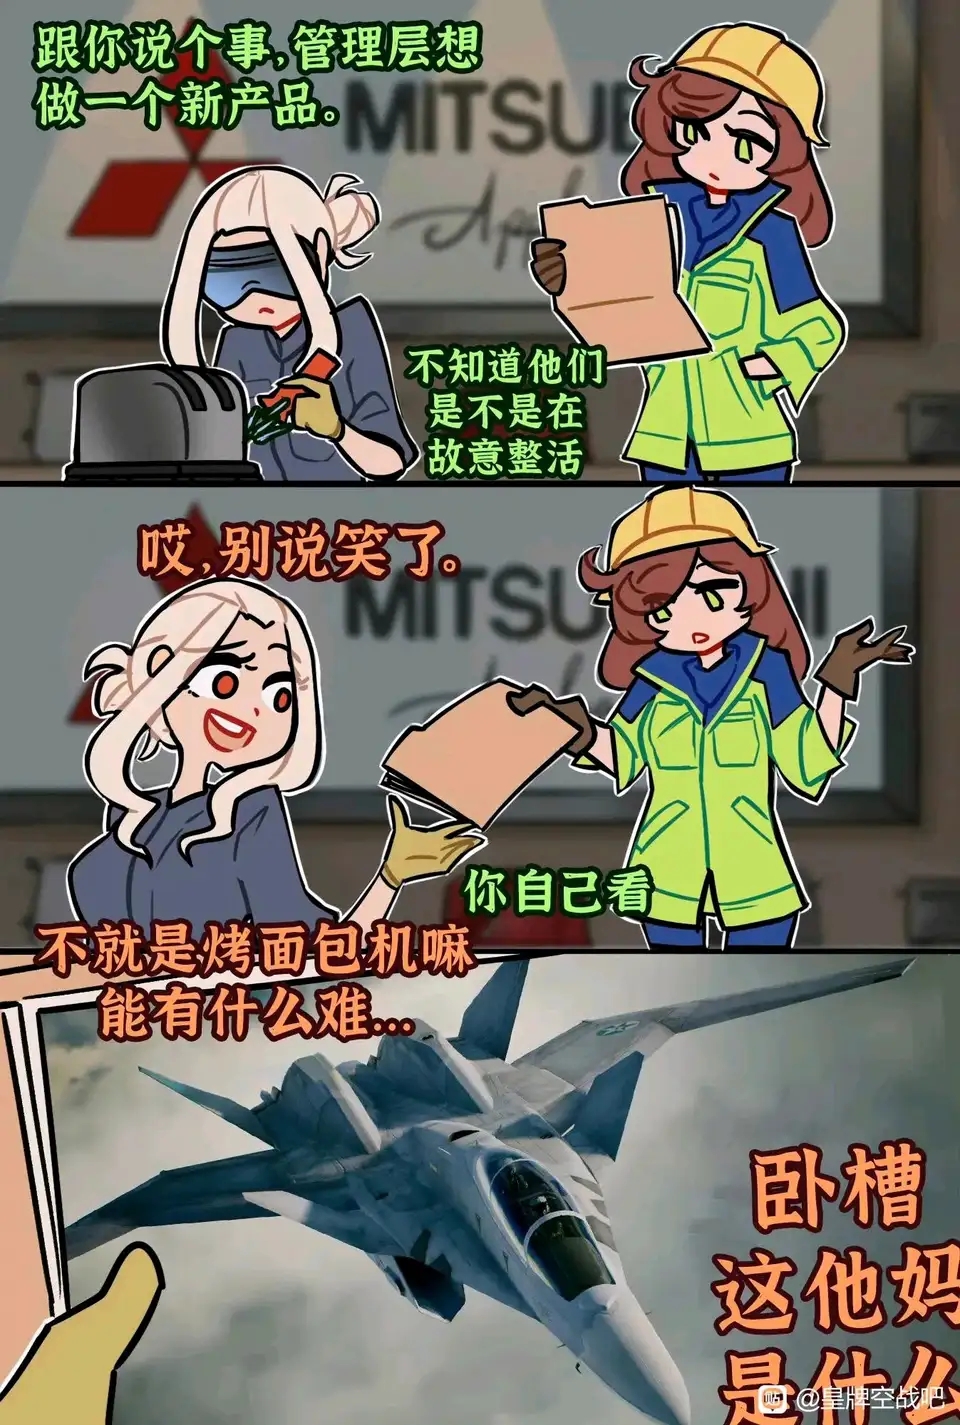 跟你说个事,管理层想
做一个新产品。
MITSUB
App
不知道他们
是不是在
故意整活
哎,别说笑了。
MITSU
HI
你自己看
不就是烤面包机嘛
能有什么难...
卧槽
这他妈
是什么
@皇牌空战吧